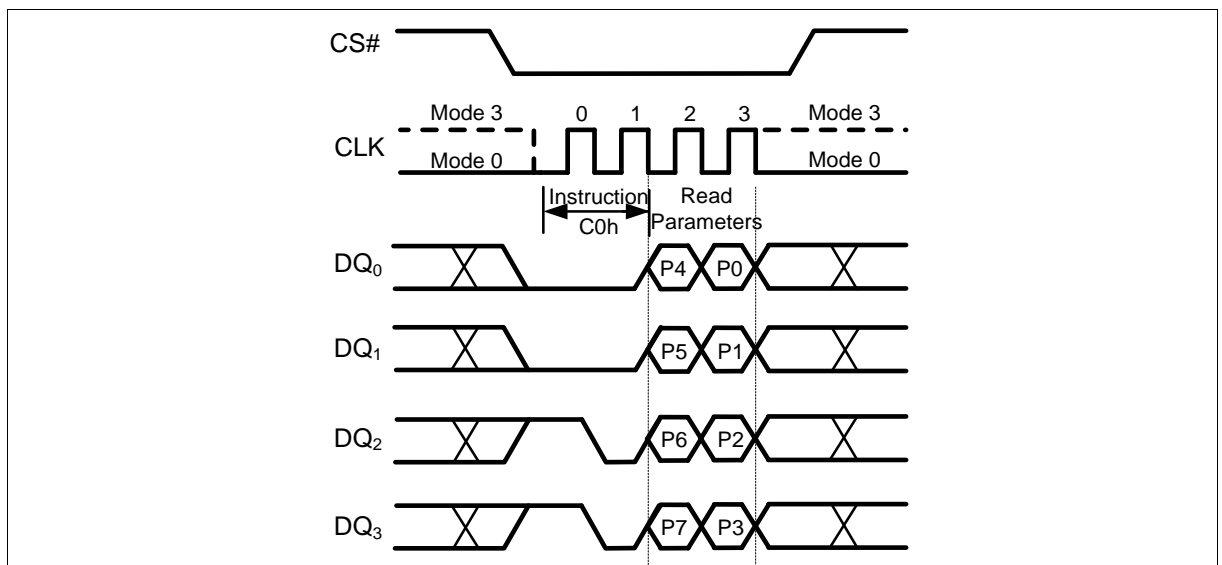 CS#
Mode 3 0 1 2 3 Mode 3
CLK
Mode 0 Mode 0
Instruction Read
C0h Parameters
DQ₀ P4 P0
DQ₁ P5 P1
DQ₂ P6 P2
DQ₃ P7 P3